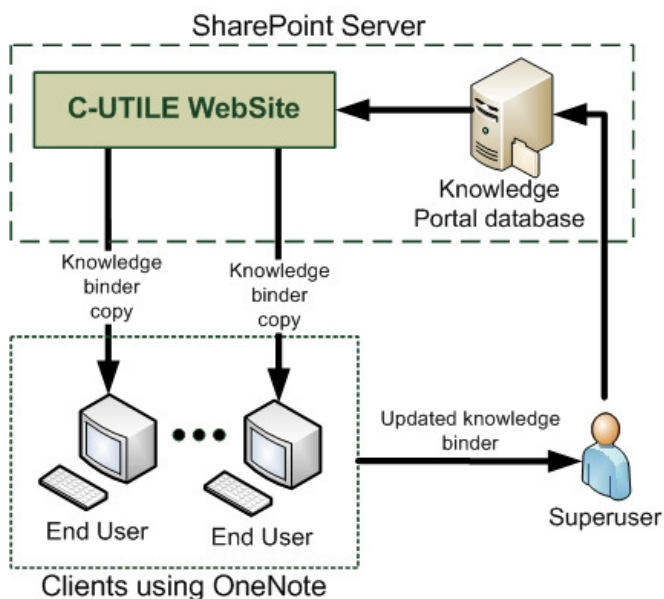 SharePoint Server
C-UTILE WebSite
Knowledge
Portal database
Knowledge
binder
copy
Knowledge
binder
copy
Updated knowledge
binder
End User
End User
Superuser
Clients using OneNote